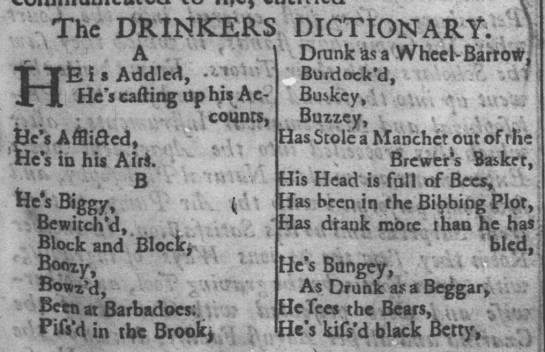 The DRINKERS DICTIONARY.
A
HE is Addled,
He's casting up his Ac-
counts,
He's Afflicted,
He's in his Airs.
B
He's Biggy,
Bewitch'd,
Block and Block,
Boozy,
Bowz'd,
Been at Barbadoes.
Piss'd in the Brook,
Drunk as a Wheel-Barrow,
Burdock'd,
Buskey,
Buzzey,
Has Stole a Manchet out of the
Brewer's Basket,
His Head is full of Bees,
Has been in the Bibbing Plot,
Has drank more than he has
bled,
He's Bungey,
As Drunk as a Beggar,
He sees the Bears,
He's kiss'd black Betty,